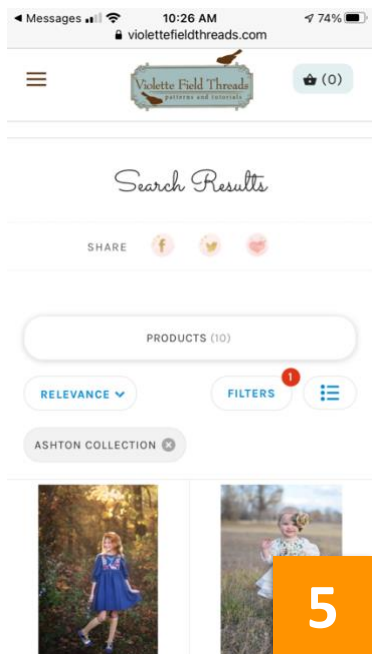 ◄ Messages 10:26 AM 74%
violettefieldthreads.com
Violette Field Threads
patterns and tutorials
(0)
Search Results
SHARE
PRODUCTS (10)
1
RELEVANCE FILTERS
ASHTON COLLECTION
5